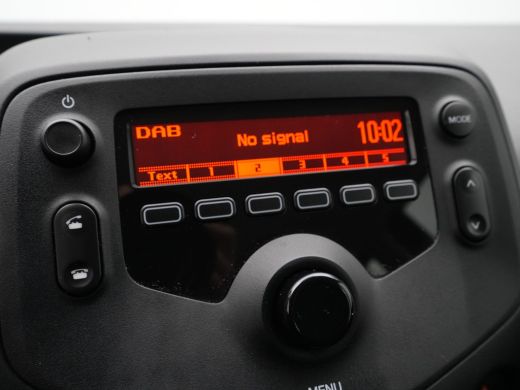 DAB No signal 10:02
Text 1 2 3 4 5
MODE
MENU